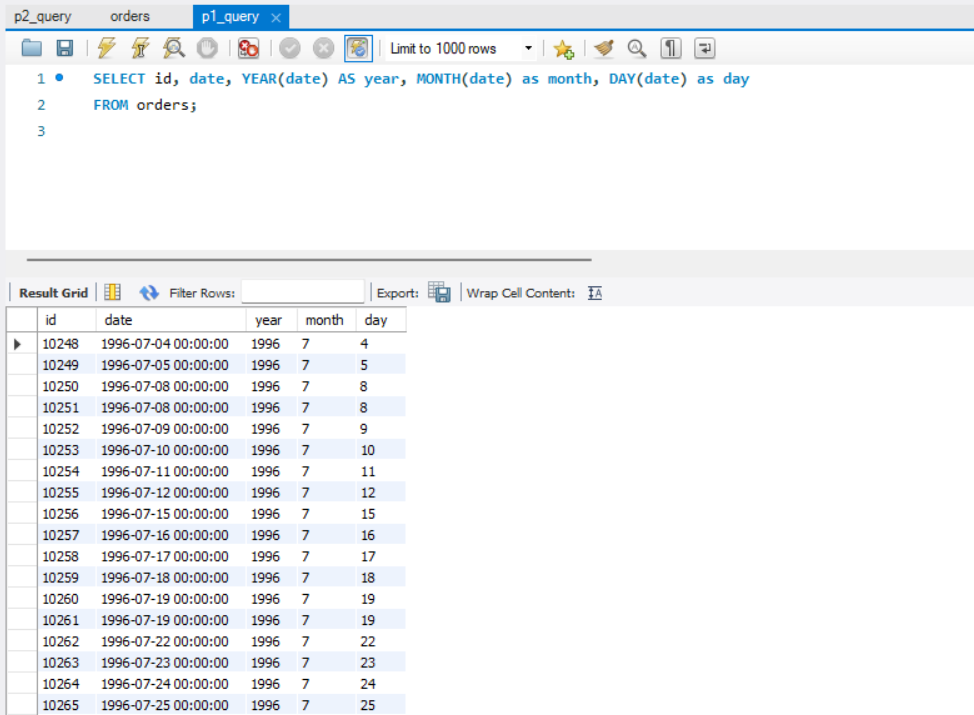 p2_query orders p1_query ×
Limit to 1000 rows
1 SELECT id, date, YEAR(date) AS year, MONTH(date) as month, DAY(date) as day
2 FROM orders;
3
Result Grid Filter Rows: Export: Wrap Cell Content: IA
id date year month day
10248 1996-07-04 00:00:00 1996 7 4
10249 1996-07-05 00:00:00 1996 7 5
10250 1996-07-08 00:00:00 1996 7 8
10251 1996-07-08 00:00:00 1996 7 8
10252 1996-07-09 00:00:00 1996 7 9
10253 1996-07-10 00:00:00 1996 7 10
10254 1996-07-11 00:00:00 1996 7 11
10255 1996-07-12 00:00:00 1996 7 12
10256 1996-07-15 00:00:00 1996 7 15
10257 1996-07-16 00:00:00 1996 7 16
10258 1996-07-17 00:00:00 1996 7 17
10259 1996-07-18 00:00:00 1996 7 18
10260 1996-07-19 00:00:00 1996 7 19
10261 1996-07-19 00:00:00 1996 7 19
10262 1996-07-22 00:00:00 1996 7 22
10263 1996-07-23 00:00:00 1996 7 23
10264 1996-07-24 00:00:00 1996 7 24
10265 1996-07-25 00:00:00 1996 7 25